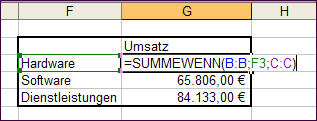 F G H
Umsatz
Hardware =SUMMEWENN(B:B;F3;C:C)
Software 65.806,00 €
Dienstleistungen 84.133,00 €